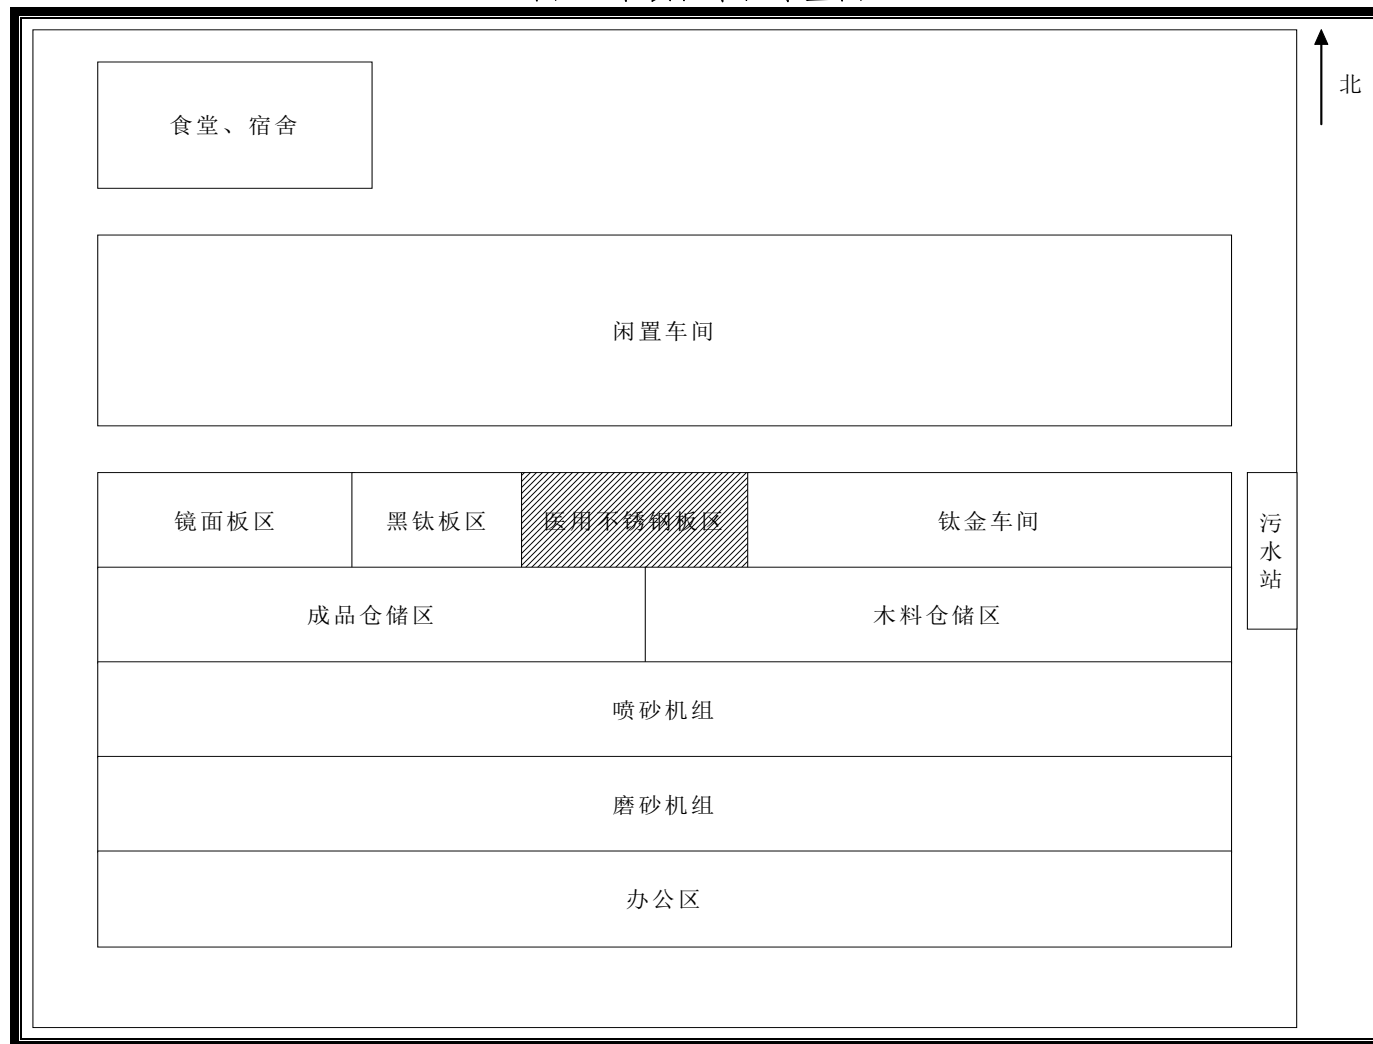 北
食堂、宿舍
闲置车间
镜面板区
黑钛板区
医用不锈钢板区
钛金车间
污水站
成品仓储区
木料仓储区
喷砂机组
磨砂机组
办公区